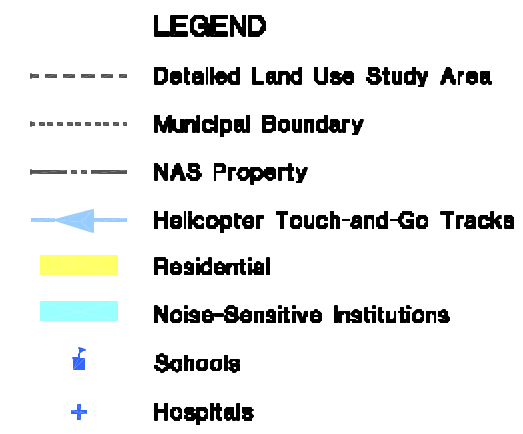 LEGEND
Detailed Land Use Study Area
Municipal Boundary
NAS Property
Helicopter Touch-and-Go Tracks
Residential
Noise-Sensitive Institutions
Schools
Hospitals